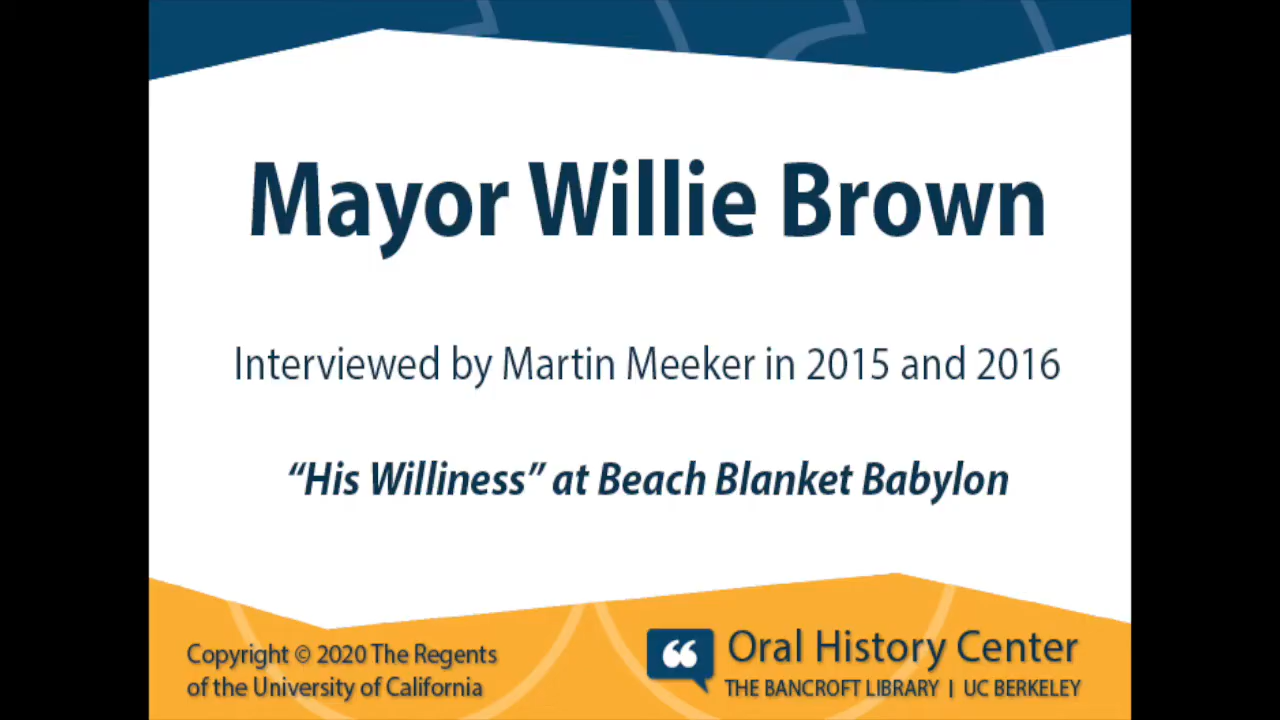 Mayor Willie Brown
Interviewed by Martin Meeker in 2015 and 2016
“His Williness” at Beach Blanket Babylon
Copyright © 2020 The Regents
of the University of California
Oral History Center
THE BANCROFT LIBRARY | UC BERKELEY